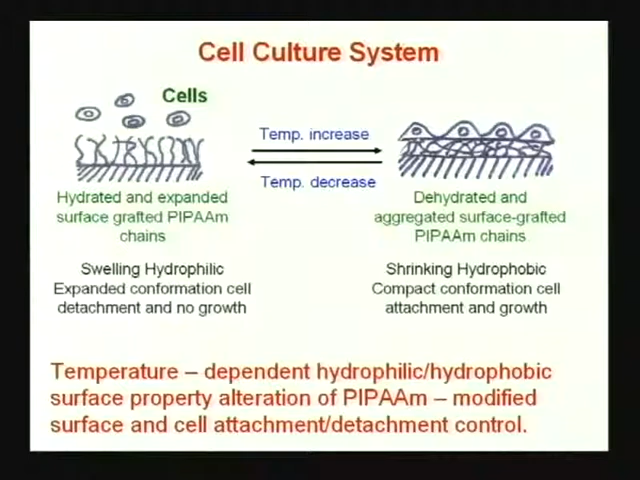 Cell Culture System
Cells
Temp. increase
Temp. decrease
Hydrated and expanded
surface grafted PIPAAm
chains
Dehydrated and
aggregated surface-grafted
PIPAAm chains
Swelling Hydrophilic
Expanded conformation cell
detachment and no growth
Shrinking Hydrophobic
Compact conformation cell
attachment and growth
Temperature – dependent hydrophilic/hydrophobic
surface property alteration of PIPAAm – modified
surface and cell attachment/detachment control.